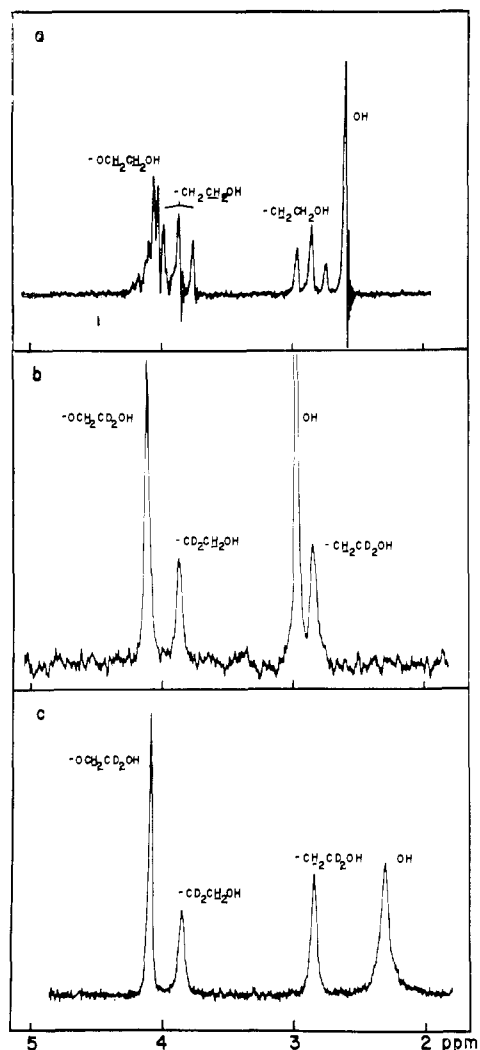 a
OH
-OCH₂CH₂OH
-CH₂CH₂OH
-CH₂CH₂OH
b
-OCH₂CD₂OH
OH
-CD₂CH₂OH
-CH₂CD₂OH
c
-OCH₂CD₂OH
-CH₂CD₂OH
OH
-CD₂CH₂OH
5 4 3 2 ppm